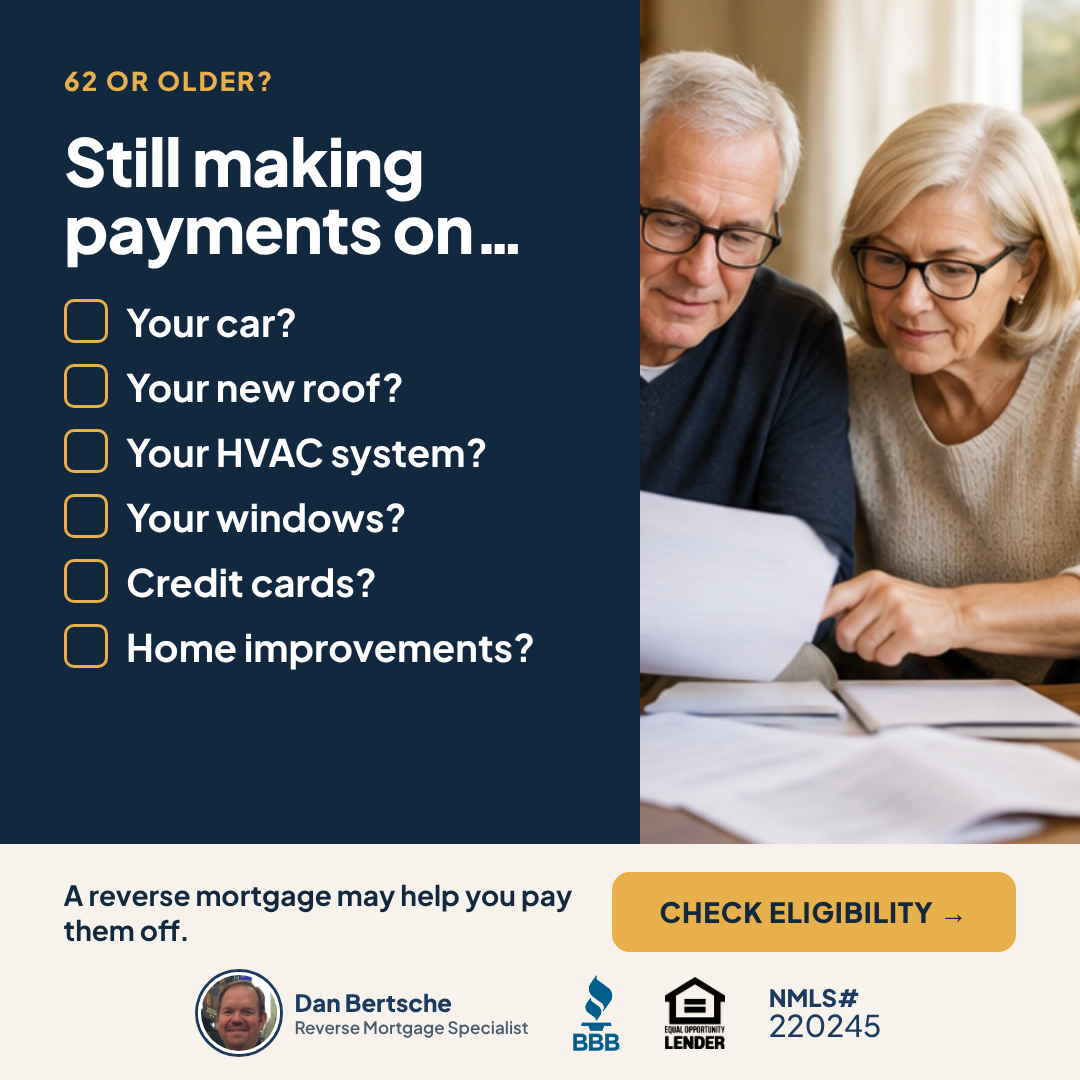 62 OR OLDER?
Still making
payments on...
Your car?
Your new roof?
Your HVAC system?
Your windows?
Credit cards?
Home improvements?
A reverse mortgage may help you pay
them off.
CHECK ELIGIBILITY →
Dan Bertsche
Reverse Mortgage Specialist
BBB
EQUAL OPPORTUNITY
LENDER
NMLS#
220245